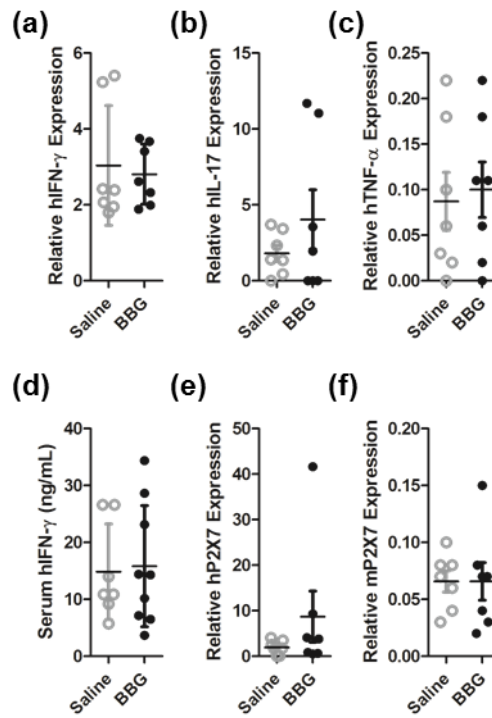 (a)
Relative hIFN-γ Expression
6
4
2
0
Saline
BBG
(b)
Relative hIL-17 Expression
15
10
5
0
Saline
BBG
(c)
Relative hTNF-α Expression
0.25
0.20
0.15
0.10
0.05
0.00
Saline
BBG
(d)
Serum hIFN-γ (ng/mL)
40
30
20
10
0
Saline
BBG
(e)
Relative hP2X7 Expression
50
40
30
20
10
0
Saline
BBG
(f)
Relative mP2X7 Expression
0.20
0.15
0.10
0.05
0.00
Saline
BBG